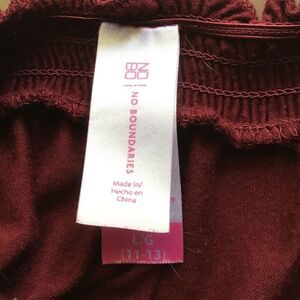 NO
BO
NO BOUNDARIES
Made in/
Hecho en
China
L/G
(11-13)